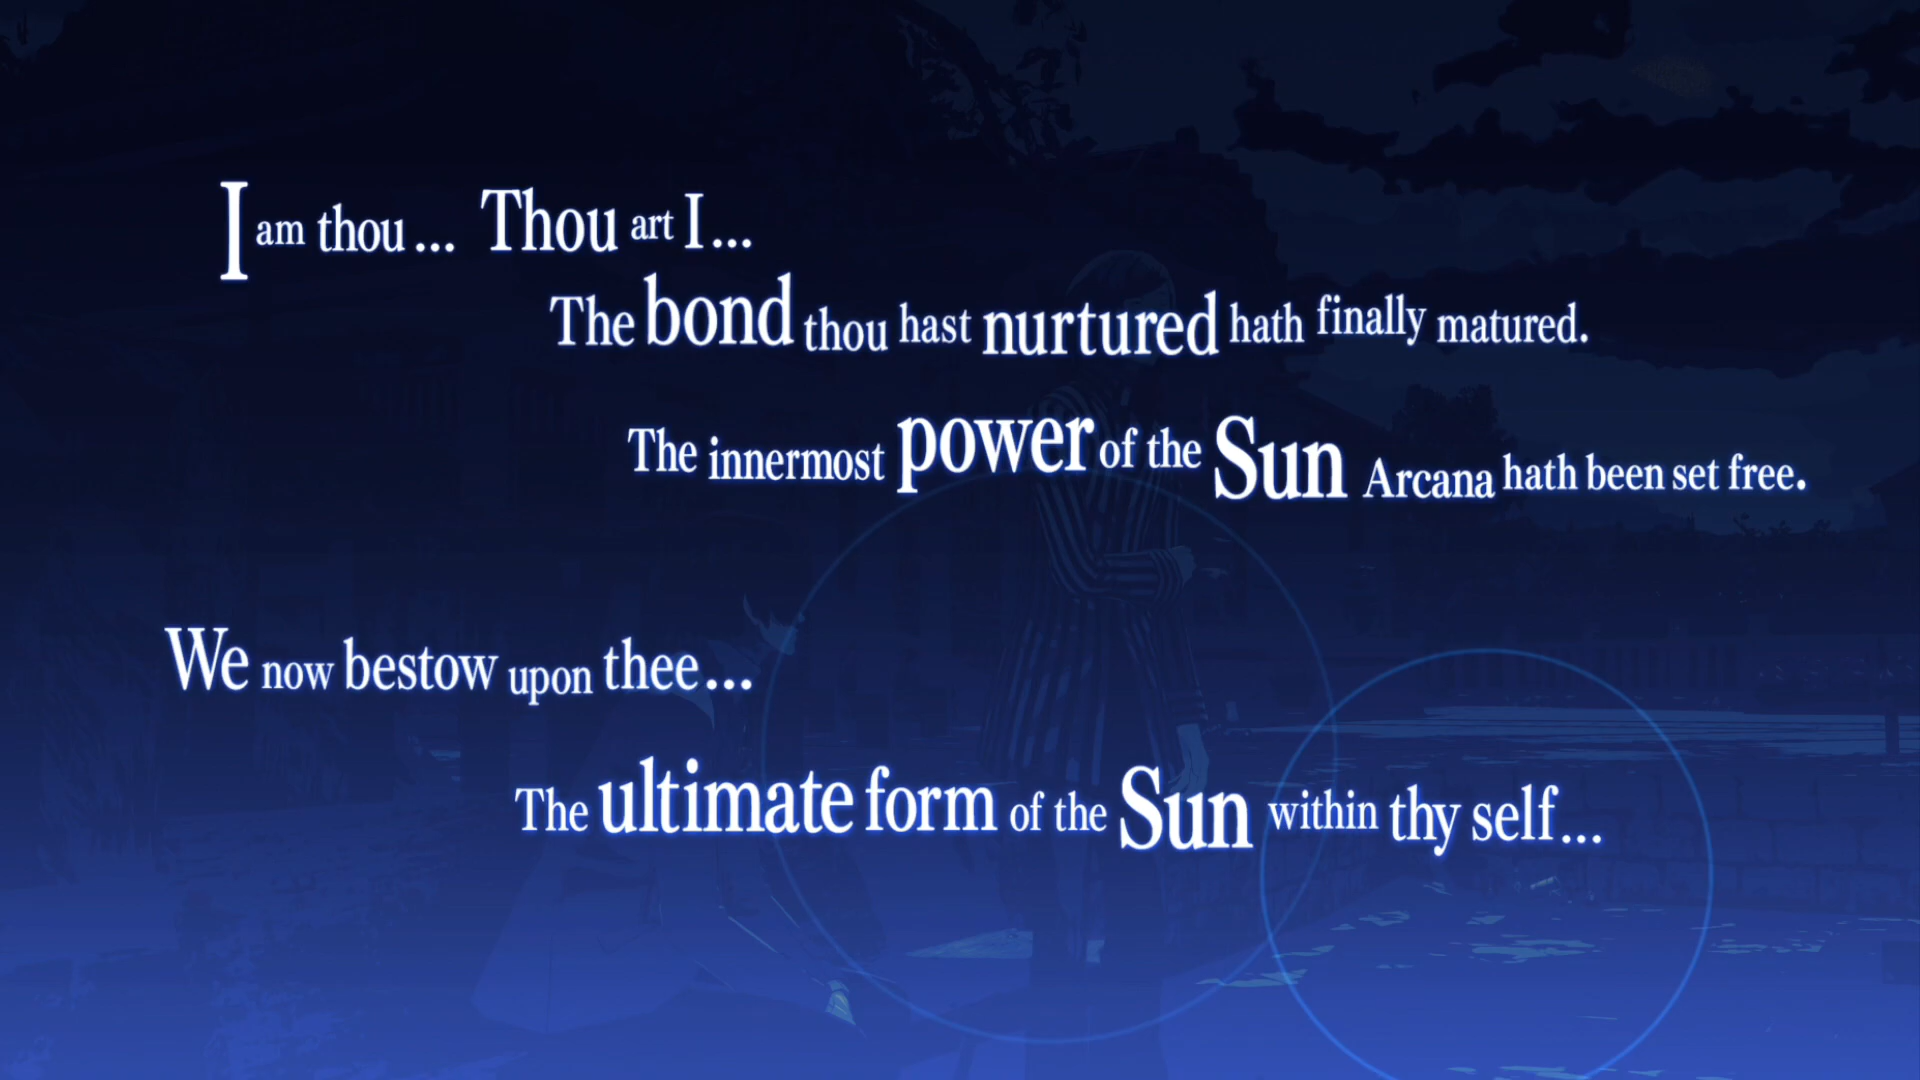 I am thou... Thou art I...
The bond thou hast nurtured hath finally matured.
The innermost power of the Sun Arcana hath been set free.
We now bestow upon thee...
The ultimate form of the Sun within thy self...